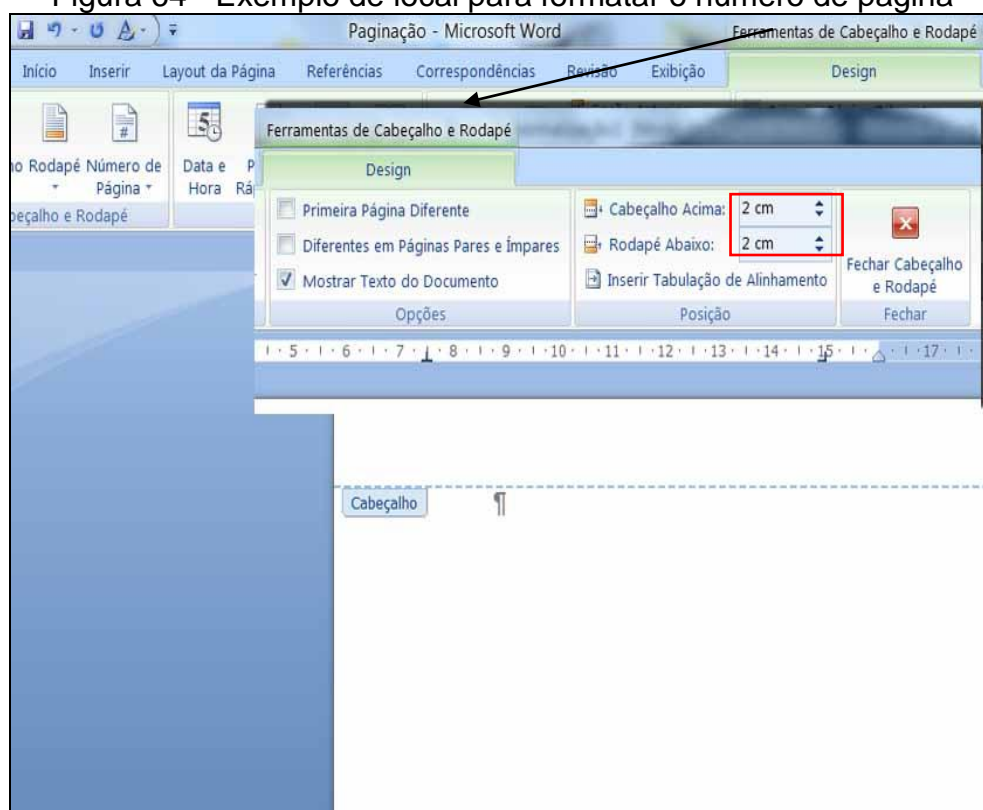 Figura 64 - Exemplo de local para formatar o número de página
Paginação - Microsoft Word
Ferramentas de Cabeçalho e Rodapé
Início Inserir Layout da Página Referências Correspondências Revisão Exibição Design
Rodapé Número de Página
Data e Hora
Cabeçalho e Rodapé
Ferramentas de Cabeçalho e Rodapé
Design
Primeira Página Diferente
Diferentes em Páginas Pares e Ímpares
Mostrar Texto do Documento
Opções
Cabeçalho Acima: 2 cm
Rodapé Abaixo: 2 cm
Inserir Tabulação de Alinhamento
Posição
Fechar Cabeçalho
e Rodapé
Fechar
5 6 7 8 9 10 11 12 13 14 15 17
Cabeçalho ¶